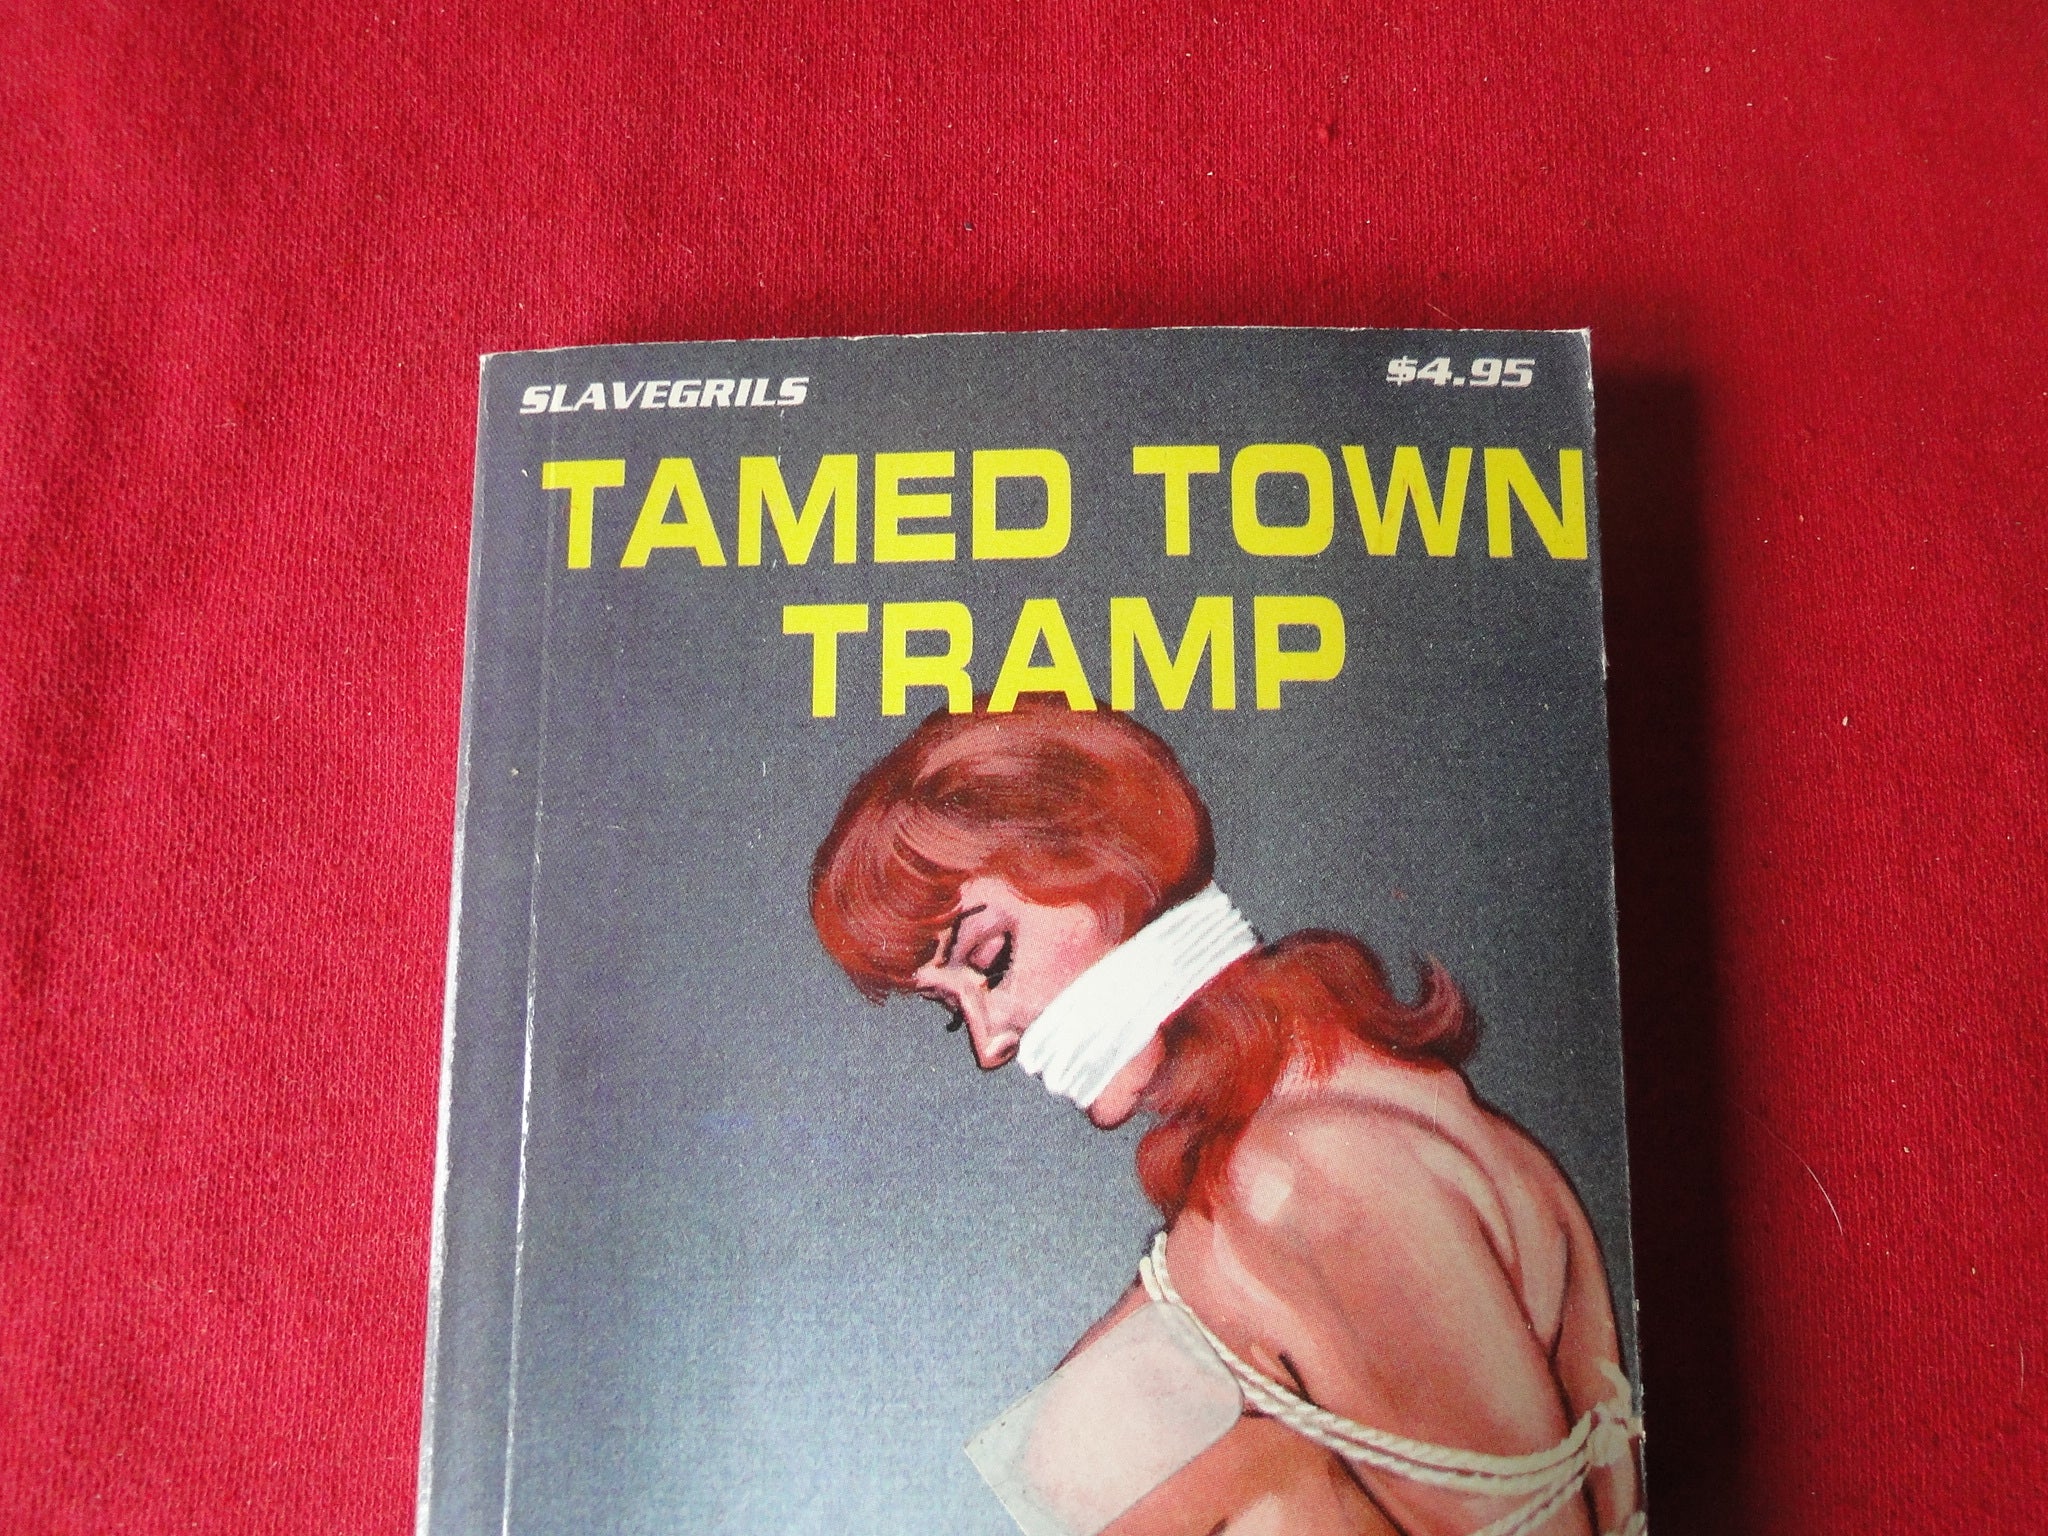 SLAVEGRILS
$4.95
TAMED TOWN
TRAMP